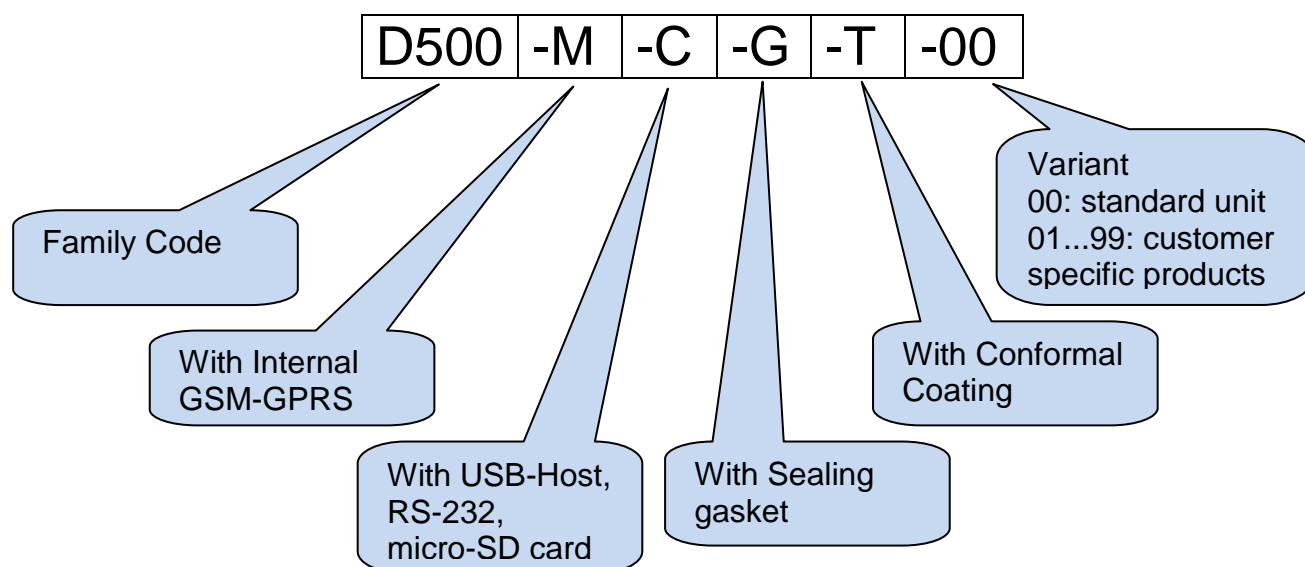 D500 -M -C -G -T -00
Family Code
With Internal
GSM-GPRS
With USB-Host,
RS-232,
micro-SD card
With Sealing
gasket
With Conformal
Coating
Variant
00: standard unit
01...99: customer
specific products